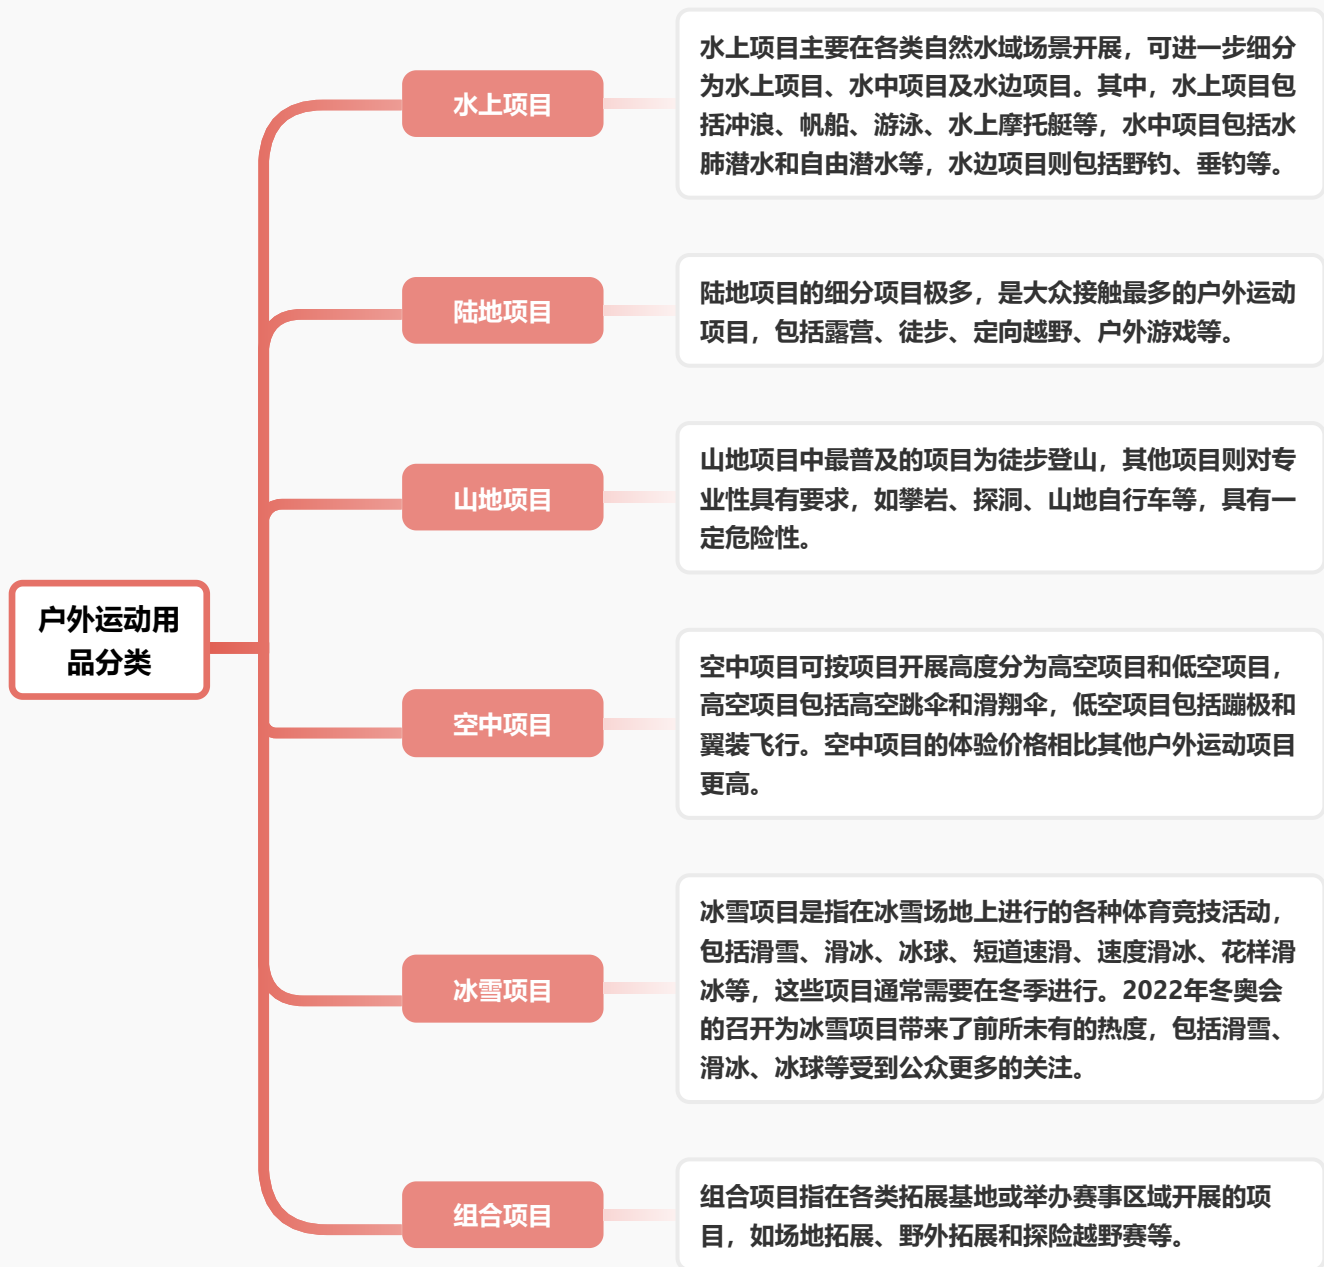 水上项目
水上项目主要在各类自然水域场景开展，可进一步细分
为水上项目、水中项目及水边项目。其中，水上项目包
括冲浪、帆船、游泳、水上摩托艇等，水中项目包括水
肺潜水和自由潜水等，水边项目则包括野钓、垂钓等。
陆地项目
陆地项目的细分项目极多，是大众接触最多的户外运动
项目，包括露营、徒步、定向越野、户外游戏等。
山地项目
山地项目中最普及的项目为徒步登山，其他项目则对专
业性具有要求，如攀岩、探洞、山地自行车等，具有一
定危险性。
户外运动用
品分类
空中项目
空中项目可按项目开展高度分为高空项目和低空项目，
高空项目包括高空跳伞和滑翔伞，低空项目包括蹦极和
翼装飞行。空中项目的体验价格相比其他户外运动项目
更高。
冰雪项目
冰雪项目是指在冰雪场地上进行的各种体育竞技活动，
包括滑雪、滑冰、冰球、短道速滑、速度滑冰、花样滑
冰等，这些项目通常需要在冬季进行。2022年冬奥会
的召开为冰雪项目带来了前所未有的热度，包括滑雪、
滑冰、冰球等受到公众更多的关注。
组合项目
组合项目指在各类拓展基地或举办赛事区域开展的项
目，如场地拓展、野外拓展和探险越野赛等。